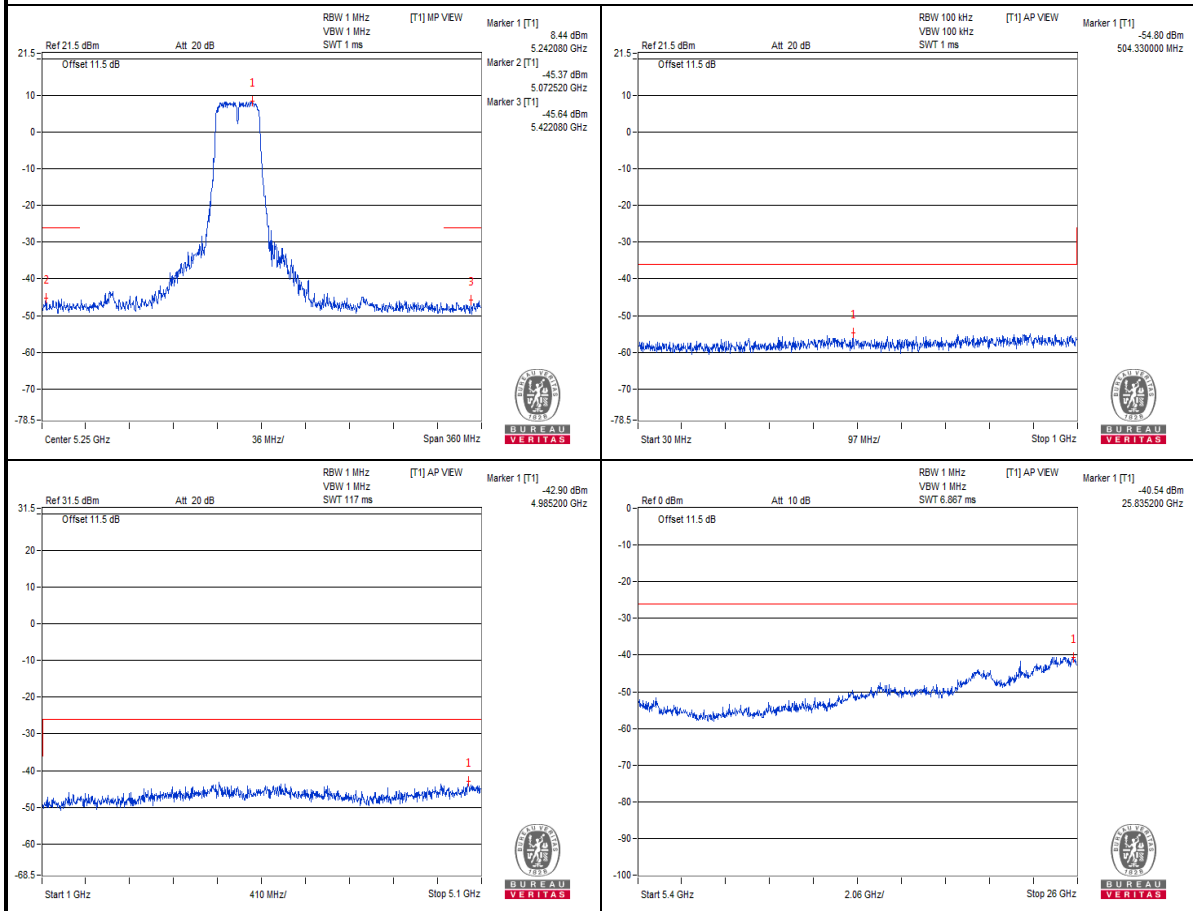 RBW 1 MHz [T1] MP VIEW
VBW 1 MHz
Ref 21.5 dBm Att 20 dB SWT 1 ms
Marker 1 [T1]
8.44 dBm
5.242080 GHz
Marker 2 [T1]
-45.37 dBm
5.072520 GHz
Marker 3 [T1]
-45.64 dBm
5.422080 GHz
21.5
Offset 11.5 dB
1
10
0
-10
-20
-30
-40
2
3
-50
-60
-70
-78.5
Center 5.25 GHz 36 MHz/ Span 360 MHz
BUREAU VERITAS
1828
BUREAU
VERITAS
RBW 100 kHz [T1] AP VIEW
VBW 100 kHz
Ref 21.5 dBm Att 20 dB SWT 1 ms
Marker 1 [T1]
-54.80 dBm
504.330000 MHz
21.5
Offset 11.5 dB
10
0
-10
-20
-30
-40
-50
1
-60
-70
-78.5
Start 30 MHz 97 MHz/ Stop 1 GHz
BUREAU VERITAS
1828
BUREAU
VERITAS
RBW 1 MHz [T1] AP VIEW
VBW 1 MHz
Ref 31.5 dBm Att 20 dB SWT 117 ms
Marker 1 [T1]
-42.90 dBm
4.985200 GHz
31.5
Offset 11.5 dB
20
10
0
-10
-20
-30
-40
1
-50
-60
-68.5
Start 1 GHz 410 MHz/ Stop 5.1 GHz
BUREAU VERITAS
1828
BUREAU
VERITAS
RBW 1 MHz [T1] AP VIEW
VBW 1 MHz
Ref 0 dBm Att 10 dB SWT 6.867 ms
Marker 1 [T1]
-40.54 dBm
25.835200 GHz
0
Offset 11.5 dB
-10
-20
-30
1
-40
-50
-60
-70
-80
-90
-100
Start 5.4 GHz 2.06 GHz/ Stop 26 GHz
BUREAU VERITAS
1828
BUREAU
VERITAS